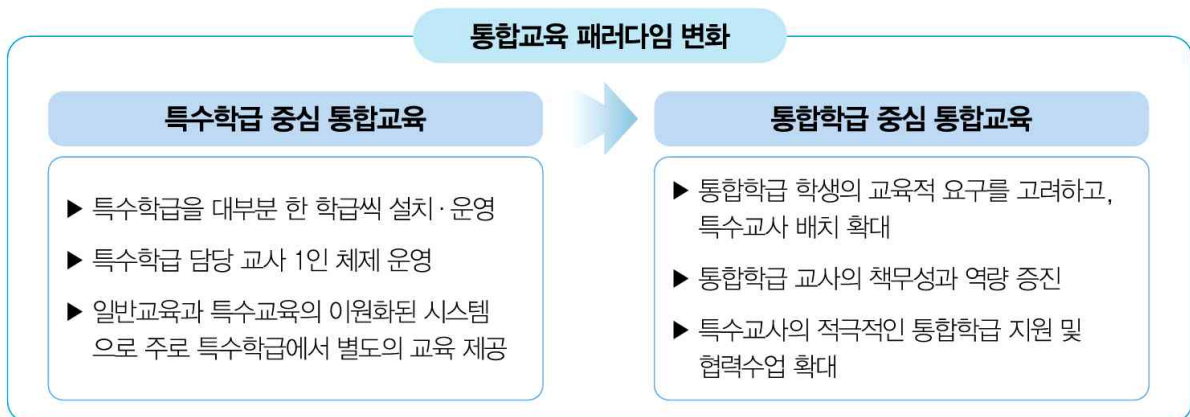 통합교육 패러다임 변화
특수학급 중심 통합교육
▶ 특수학급을 대부분 한 학급씩 설치·운영
▶ 특수학급 담당 교사 1인 체제 운영
▶ 일반교육과 특수교육의 이원화된 시스템
으로 주로 특수학급에서 별도의 교육 제공
통합학급 중심 통합교육
▶ 통합학급 학생의 교육적 요구를 고려하고,
특수교사 배치 확대
▶ 통합학급 교사의 책무성과 역량 증진
▶ 특수교사의 적극적인 통합학급 지원 및
협력수업 확대